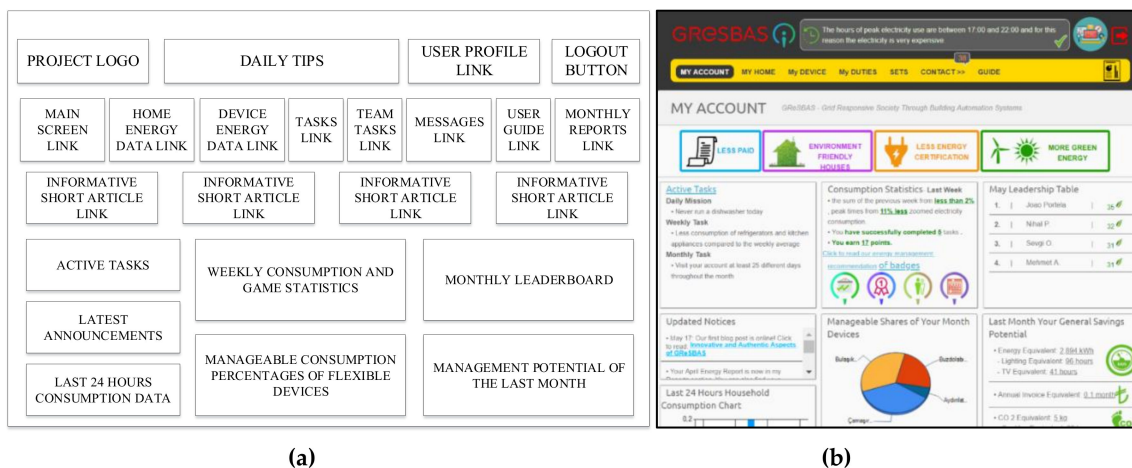 PROJECT LOGO
DAILY TIPS
USER PROFILE
LINK
LOGOUT
BUTTON
MAIN
SCREEN
LINK
HOME
ENERGY
DATA LINK
DEVICE
ENERGY
DATA LINK
TASKS
LINK
TEAM
TASKS
LINK
MESSAGES
LINK
USER
GUIDE
LINK
MONTHLY
REPORTS
LINK
INFORMATIVE
SHORT ARTICLE
LINK
INFORMATIVE
SHORT ARTICLE
LINK
INFORMATIVE
SHORT ARTICLE
LINK
INFORMATIVE
SHORT ARTICLE
LINK
ACTIVE TASKS
WEEKLY CONSUMPTION AND
GAME STATISTICS
MONTHLY LEADERBOARD
LATEST
ANNOUNCEMENTS
MANAGEABLE CONSUMPTION
PERCENTAGES OF FLEXIBLE
DEVICES
MANAGEMENT POTENTIAL
OF THE LAST MONTH
LAST 24 HOURS
CONSUMPTION DATA
(a)
GReSBAS
The hours of peak electricity use are between 17:00 and 22:00 and for this
reason the electricity is very expensive
MY ACCOUNT MY HOME My DEVICE My DUTIES SETS CONTACT >> GUIDE
MY ACCOUNT
GReSBAS - Grid Responsive Society Through Building Automation Systems
LESS PAID
ENVIRONMENT
FRIENDLY
HOUSES
LESS ENERGY
CERTIFICATION
MORE GREEN
ENERGY
Active Tasks
Daily Mission
• Never run a dishwasher today
Weekly Task
• Less consumption of refrigerators and kitchen
appliances compared to the weekly average
Monthly Task
• Visit your account at least 25 different days
throughout the month
Consumption Statistics- Last Week
• the sum of the previous week from less than 2%
, peak times from 11% less zoomed electricity
consumption.
• You have successfully completed 5 tasks .
• You earn 17 points.
Click to read our energy management
recommendation of badges
May Leadership Table
1. | Joao Portela |
2. | Nihal P. |
3. | Sevgi O. |
4. | Mehmet A. |
Updated Notices
• May 17: Our first blog post is online! Click
to read: Innovative and Authentic Aspects
of GReSBAS
• Your April Energy Report is now in my
Last 24 Hours Household
Consumption Chart
0.2
Manageable Shares of Your Month
Devices
Bulaşık..
Buzdolab..
Aydınlat..
Çamaşır..
Last Month Your General Savings
Potential
• Energy Equivalent: 2.894 kWh
- Lighting Equivalent: 96 hours
- TV Equivalent: 41 hours
• Annual Invoice Equivalent: 0.1 month
• CO 2 Equivalent: 5 kg
(b)